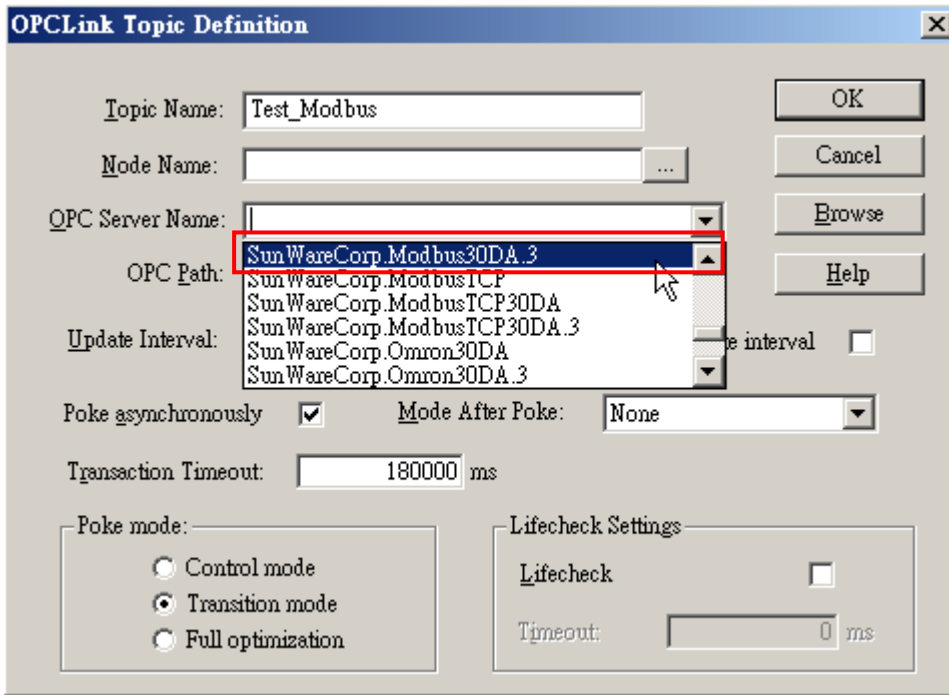 OPCLink Topic Definition
Topic Name: Test_Modbus
OK
Node Name: ...
Cancel
OPC Server Name:
Browse
SunWareCorp.Modbus30DA.3
OPC Path:
SunWareCorp.ModbusTCP
Help
SunWareCorp.ModbusTCP30DA
SunWareCorp.ModbusTCP30DA.3
Update Interval:
interval
SunWareCorp.Omron30DA
SunWareCorp.Omron30DA.3
Poke asynchronously
Mode After Poke: None
Transaction Timeout: 180000 ms
Poke mode:
Control mode
Transition mode
Full optimization
Lifecheck Settings
Lifecheck
Timeout: 0 ms